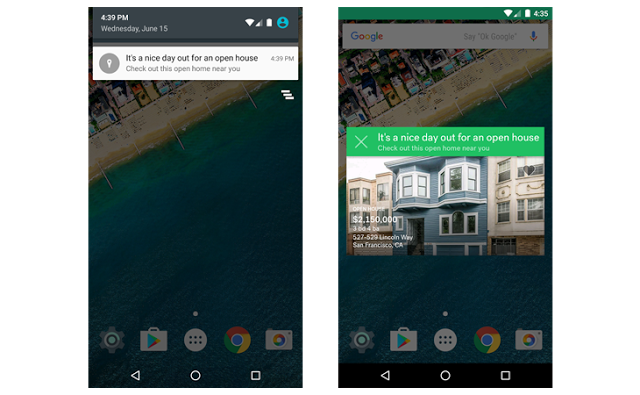 4:39 PM
Wednesday, June 15
It's a nice day out for an open house
4:39 PM
Check out this open home near you
4:35
Google
Say "Ok Google"
It's a nice day out for an open house
Check out this open home near you
OPEN HOUSE
$2,150,000
3 bd 4 ba
527-529 Lincoln Way
San Francisco, CA